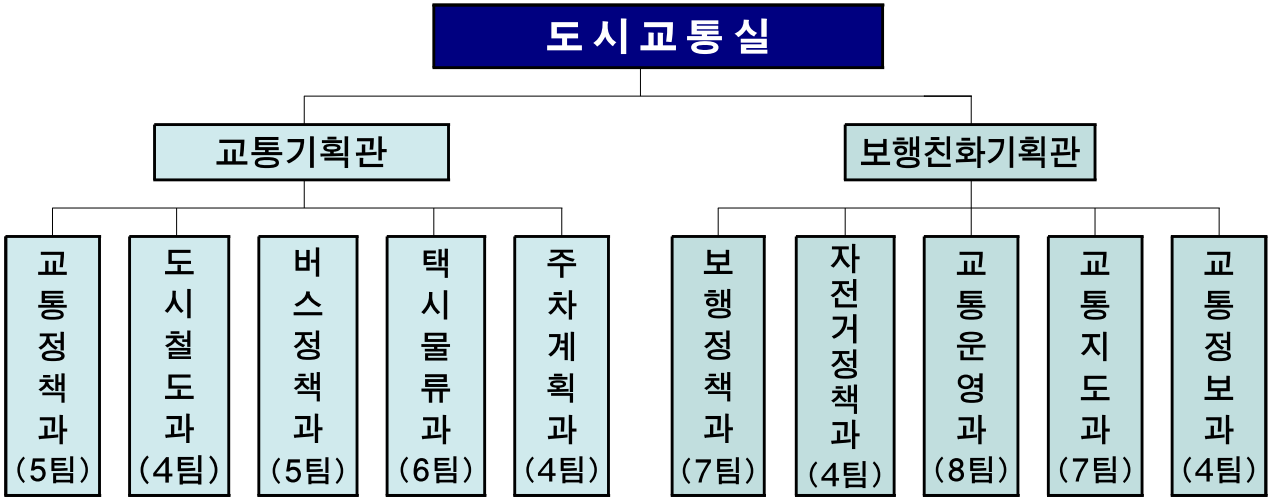 도시교통실
교통기획관
보행친화기획관
교통정책과
(5팀)
도시철도과
(4팀)
버스정책과
(5팀)
택시물류과
(6팀)
주차계획과
(4팀)
보행정책과
(7팀)
자전거정책과
(4팀)
교통운영과
(8팀)
교통지도과
(7팀)
교통정보과
(4팀)